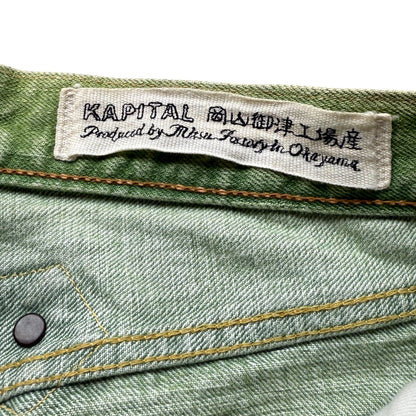 KAPITAL 岡山御津工場産
Produced by Mitsu Factory In Okayama